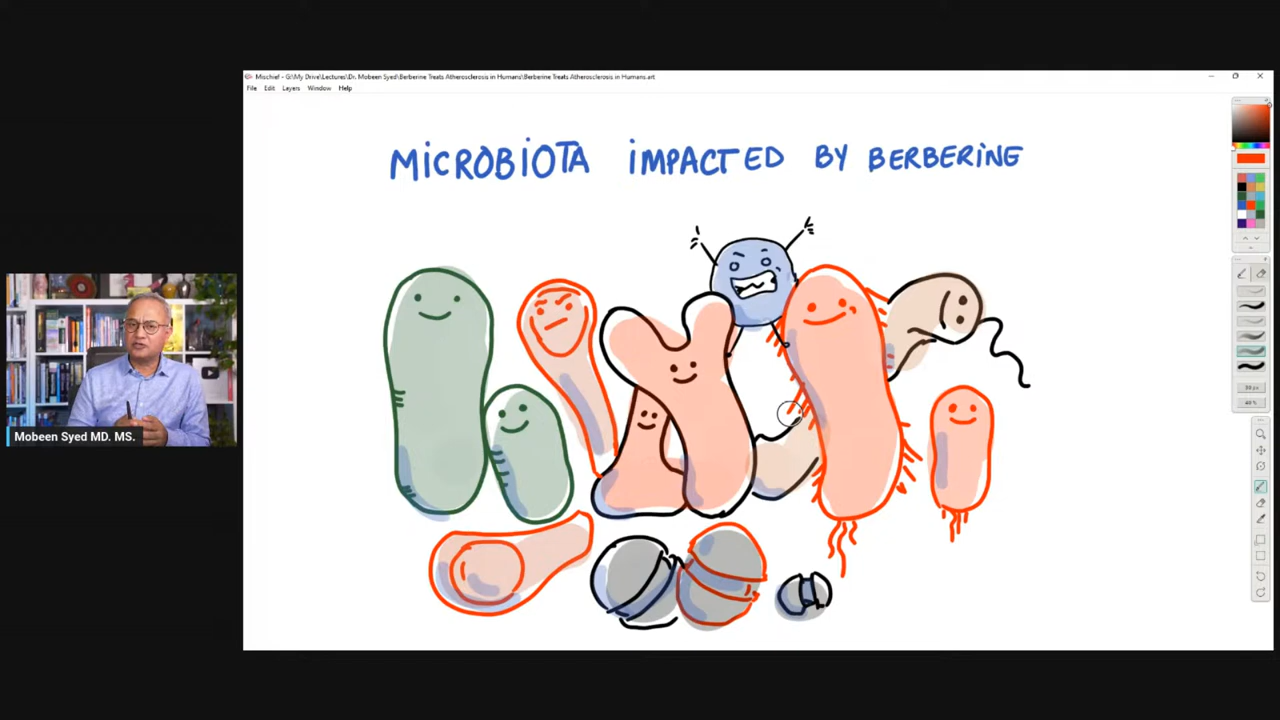 Mischief - G:\My Drive\Lectures\Dr. Mobeen Syed\Berberine Treats Atherosclerosis in Humans\Berberine Treats Atherosclerosis in Humans.art
File Edit Layers Window Help
MiCROBiOTA iMPACTED BY BERBERiNE
Mobeen Syed MD. MS.